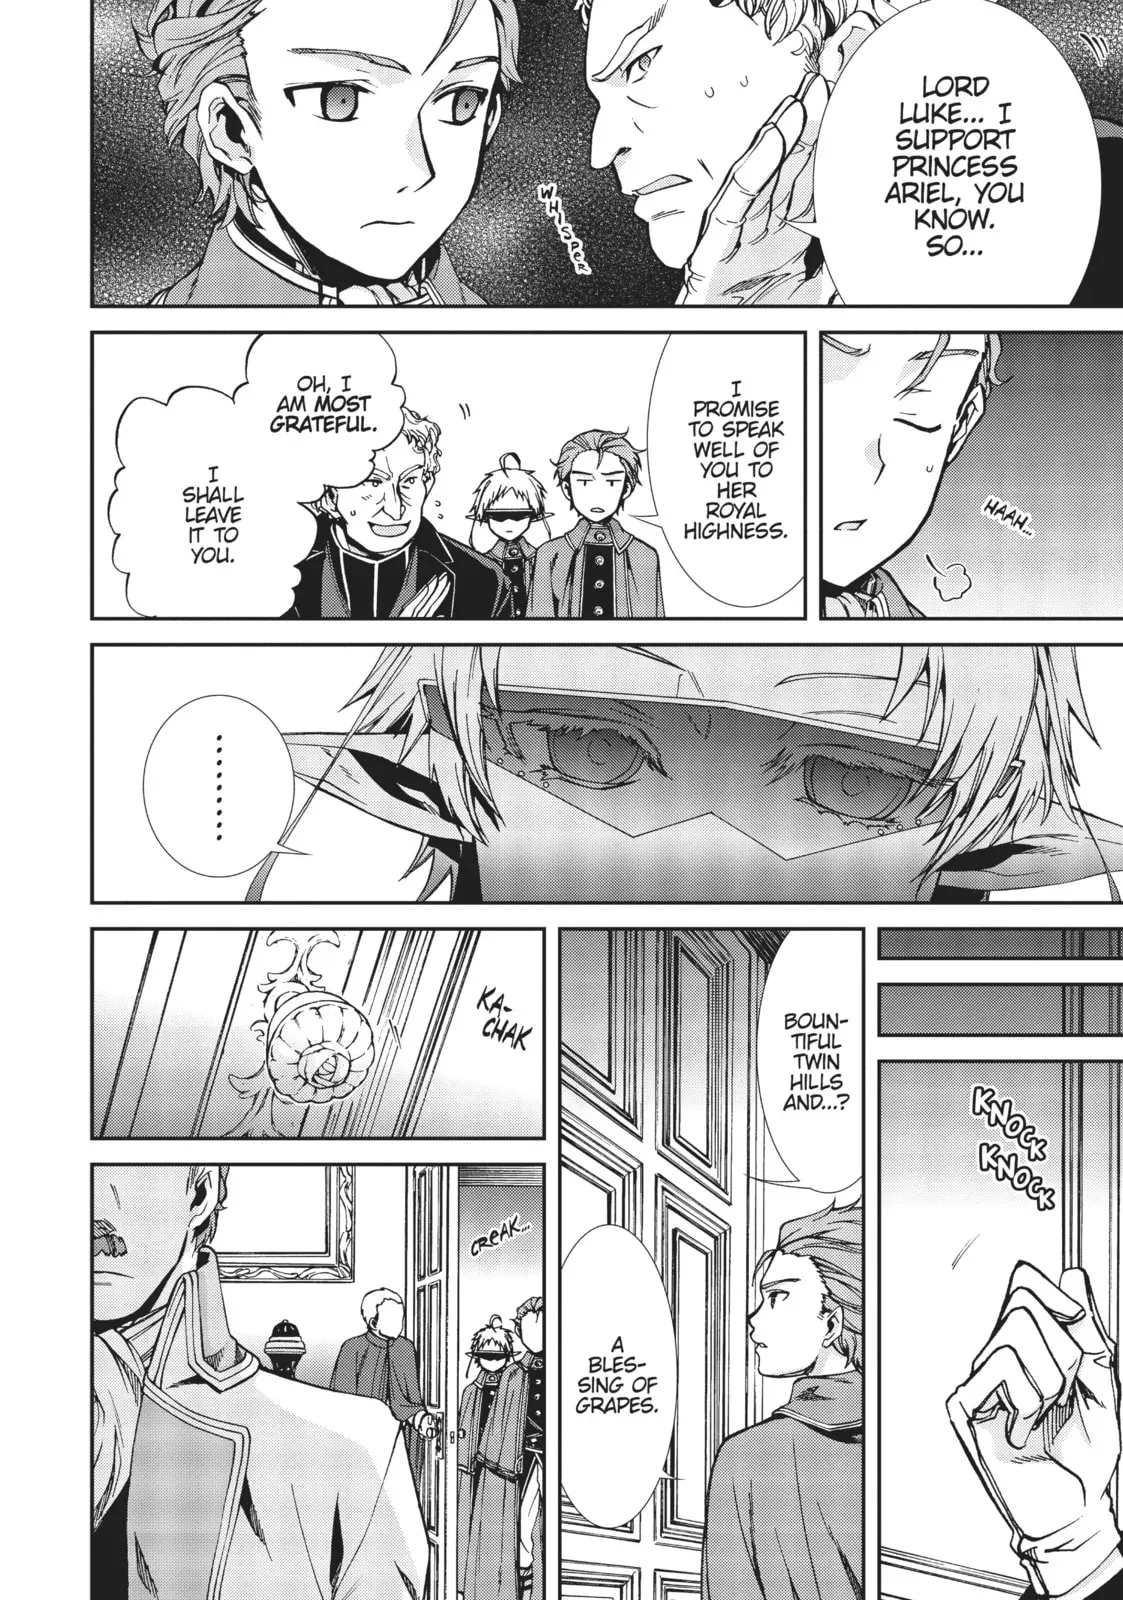 LORD
LUKE... I
SUPPORT
PRINCESS
ARIEL, YOU
KNOW.
SO...
WHISPER
HAAH...
I
PROMISE
TO SPEAK
WELL OF
YOU TO
HER
ROYAL
HIGHNESS.
OH, I
AM MOST
GRATEFUL.
I
SHALL
LEAVE
IT TO
YOU.
........
KNOCK
KNOCK
BOUN-
TIFUL
TWIN
HILLS
AND...?
A
BLES-
SING OF
GRAPES.
KA-
CHAK
CREAK...